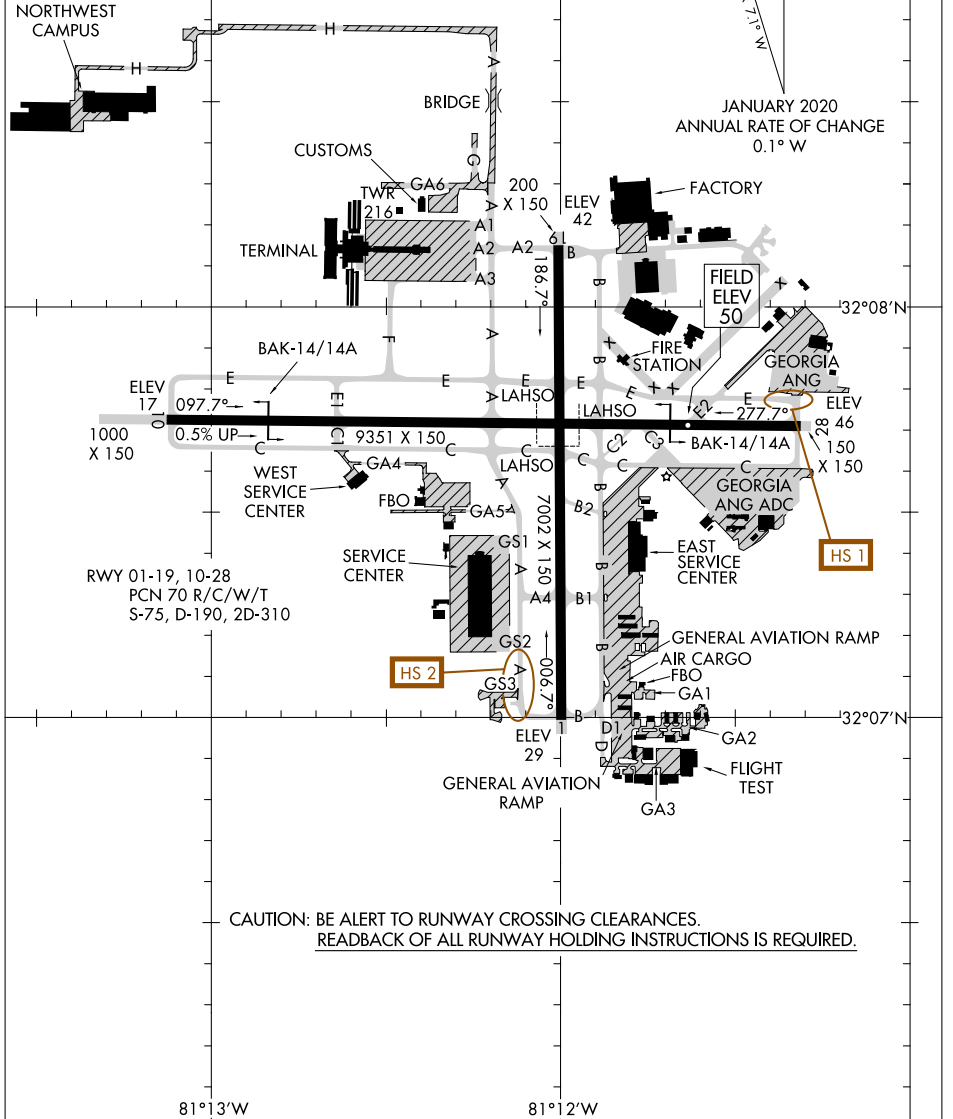 NORTHWEST
CAMPUS
H
H
A
7.1° W
BRIDGE
JANUARY 2020
ANNUAL RATE OF CHANGE
0.1° W
CUSTOMS
G
GA6
TWR
216
A
200
X 150
ELEV
42
FACTORY
A1
TERMINAL
A2
A2
19
B
A3
186.7°
B
FIELD
ELEV
50
X
32°08'N
F
A
X
BAK-14/14A
B
FIRE
STATION
GEORGIA
ANG
E
E
E
E
E
X
X
E
ELEV
17
097.7°
E1
A
LAHSO
LAHSO
E2
277.7°
ELEV
46
10
28
1000
X 150
0.5% UP
C1
9351 X 150
C2
C3
BAK-14/14A
150
X 150
C
C
LAHSO
C
C
C
WEST
SERVICE
CENTER
GA4
A
B
GEORGIA
ANG ADC
FBO
GA5
7002 X 150
B2
GS1
HS 1
SERVICE
CENTER
EAST
SERVICE
CENTER
RWY 01-19, 10-28
PCN 70 R/C/W/T
S-75, D-190, 2D-310
A
A4
B1
GS2
GENERAL AVIATION RAMP
HS 2
A
AIR CARGO
FBO
GS3
006.7°
GA1
B
1
D1
32°07'N
ELEV
29
D
GA2
GENERAL AVIATION
RAMP
FLIGHT
TEST
GA3
CAUTION: BE ALERT TO RUNWAY CROSSING CLEARANCES.
READBACK OF ALL RUNWAY HOLDING INSTRUCTIONS IS REQUIRED.
81°13'W
81°12'W